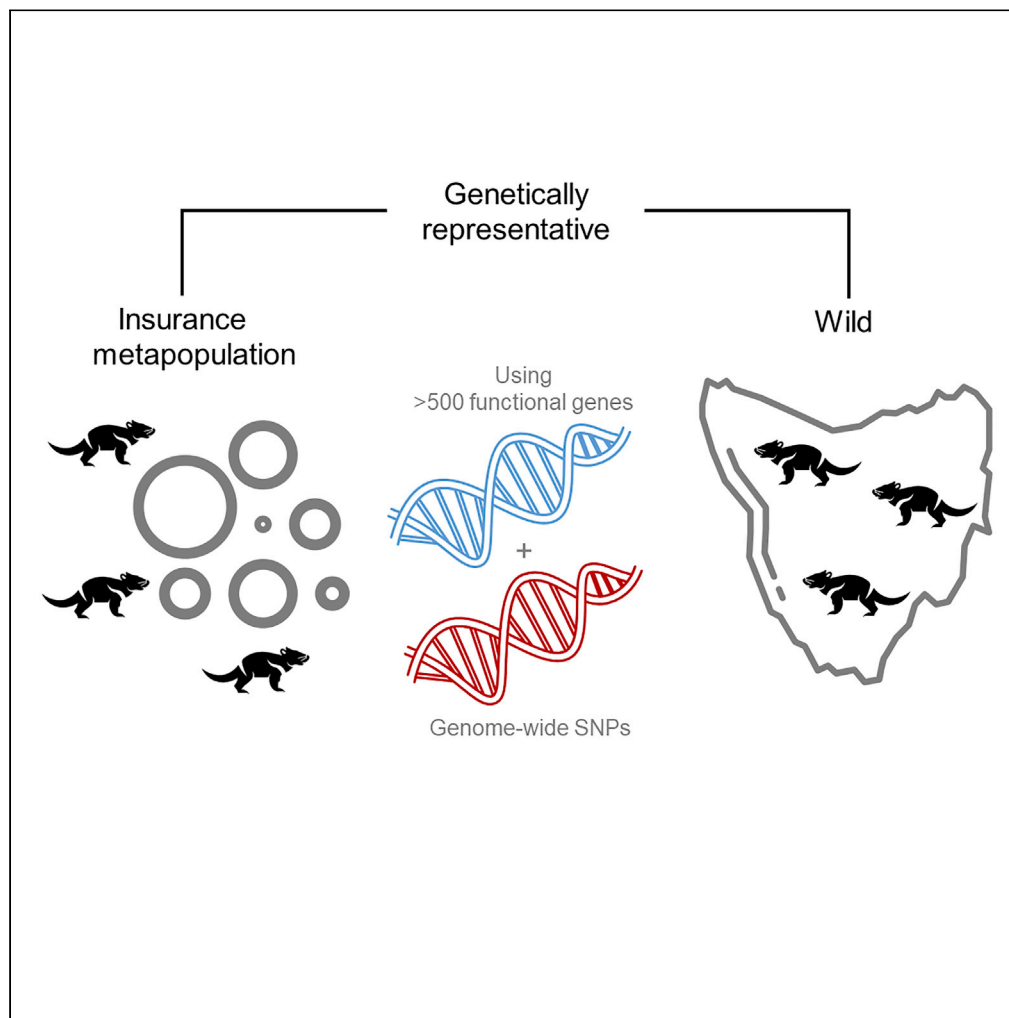 Genetically
representative
Insurance
metapopulation
Wild
Using
>500 functional genes
+
Genome-wide SNPs